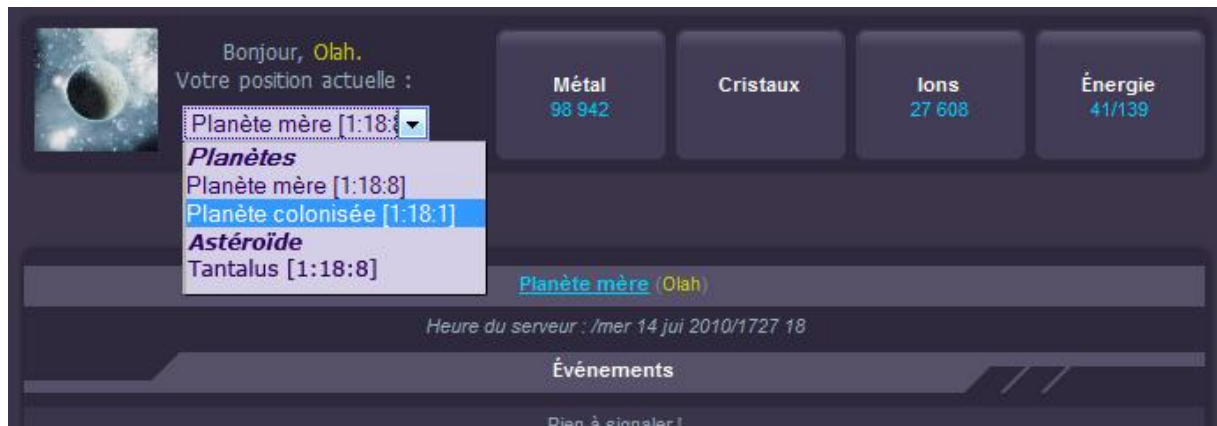 Bonjour, Olah.
Votre position actuelle :
Planète mère [1:18:
Planètes
Planète mère [1:18:8]
Planète colonisée [1:18:1]
Astéroïde
Tantalus [1:18:8]
Métal
98 942
Cristaux
Ions
27 608
Énergie
41/139
Planète mère (Olah)
Heure du serveur : /mer 14 jui 2010/1727 18
Événements
Rien à signaler !